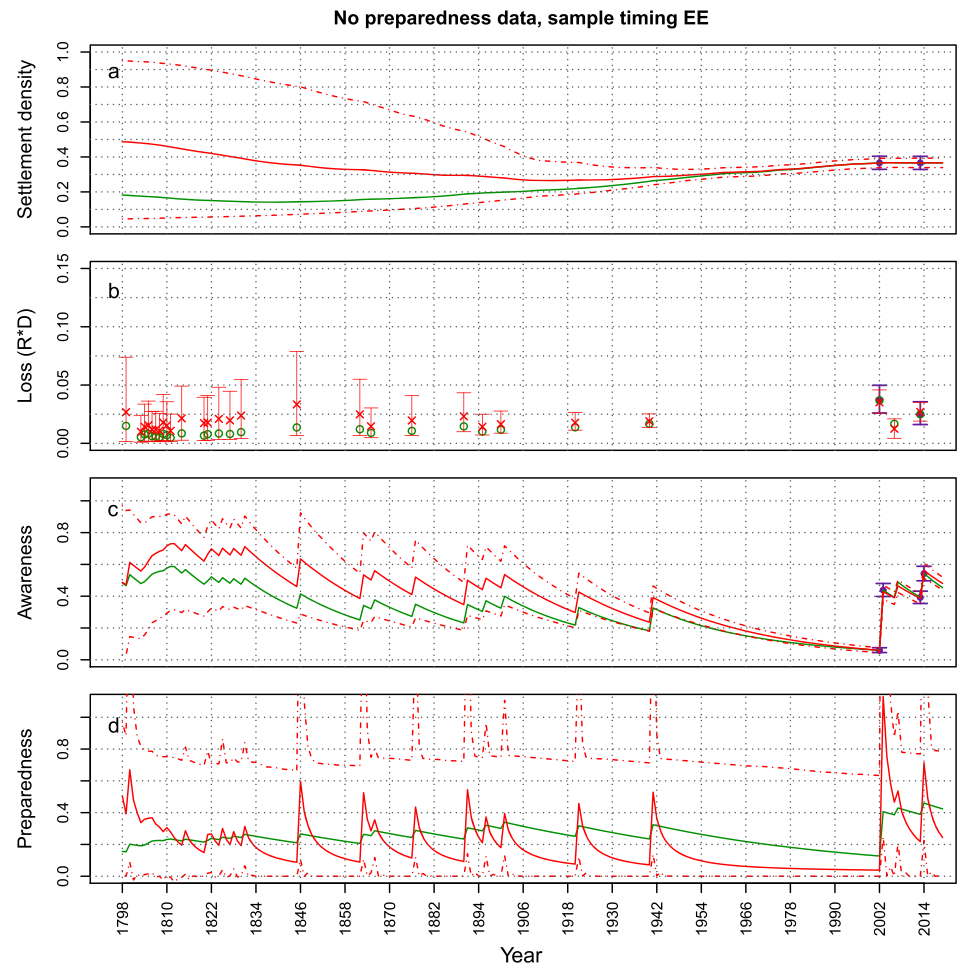 No preparedness data, sample timing EE
Settlement density
0.0 0.2 0.4 0.6 0.8 1.0
a
Loss (R*D)
0.00 0.05 0.10 0.15
b
Awareness
0.0 0.4 0.8
c
Preparedness
0.0 0.4 0.8
d
1798 1810 1822 1834 1846 1858 1870 1882 1894 1906 1918 1930 1942 1954 1966 1978 1990 2002 2014
Year